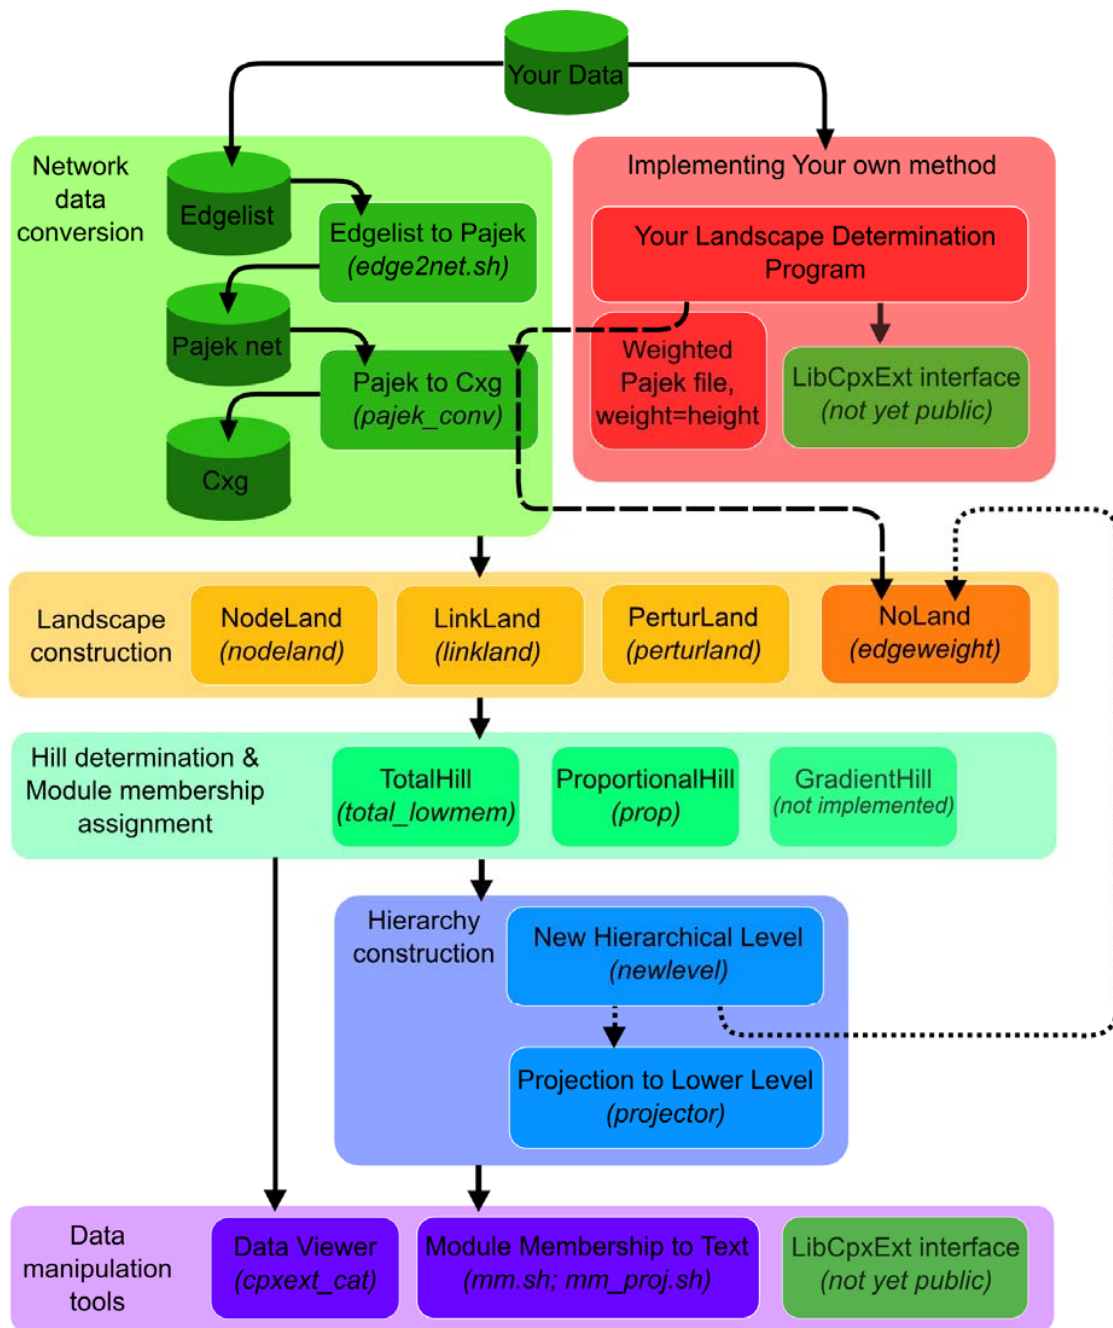 Your Data
Network
data
conversion
Edgelist
Edgelist to Pajek
(edge2net.sh)
Pajek net
Pajek to Cxg
(pajek_conv)
Cxg
Implementing Your own method
Your Landscape Determination
Program
Weighted
Pajek file,
weight=height
LibCpxExt interface
(not yet public)
Landscape
construction
NodeLand
(nodeland)
LinkLand
(linkland)
PerturLand
(perturland)
NoLand
(edgeweight)
Hill determination &
Module membership
assignment
TotalHill
(total_lowmem)
ProportionalHill
(prop)
GradientHill
(not implemented)
Hierarchy
construction
New Hierarchical Level
(newlevel)
Projection to Lower Level
(projector)
Data
manipulation
tools
Data Viewer
(cpxext_cat)
Module Membership to Text
(mm.sh; mm_proj.sh)
LibCpxExt interface
(not yet public)